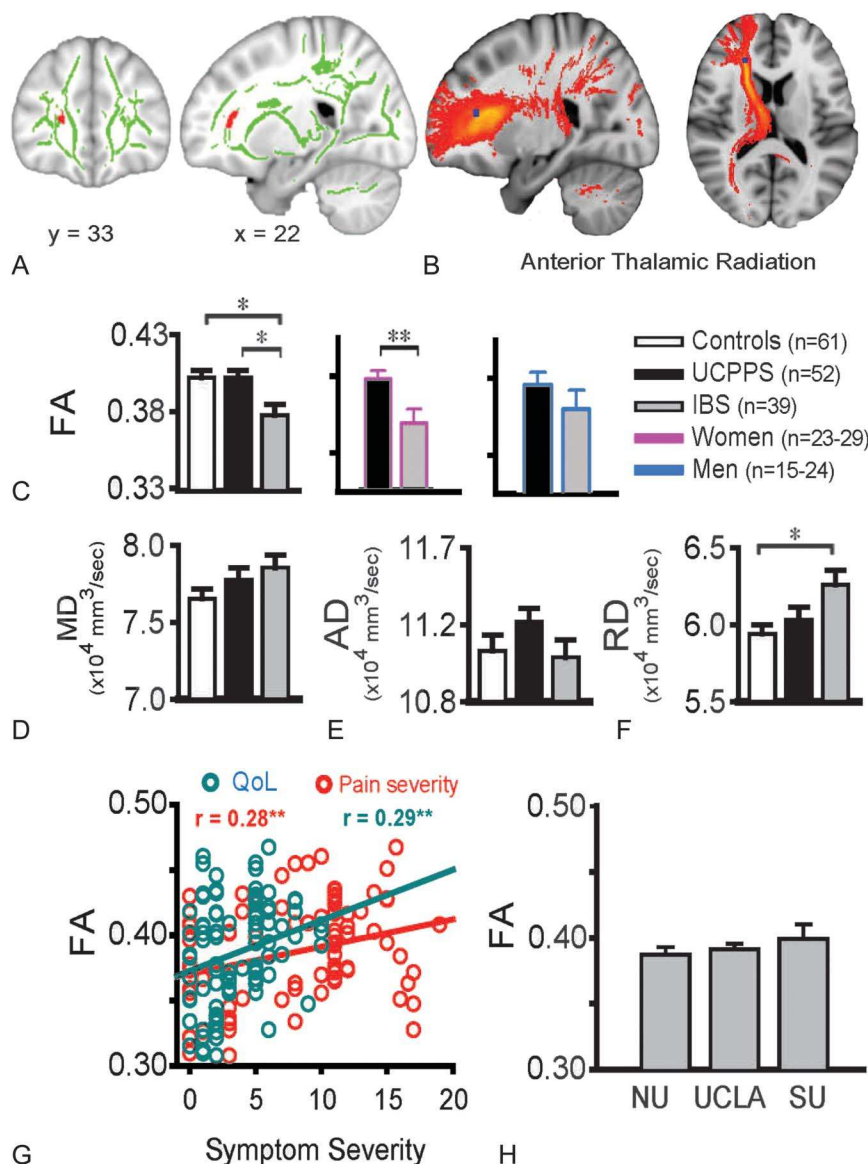 y = 33
x = 22
A
B
Anterior Thalamic Radiation
FA
0.43
0.38
0.33
*
*
**
Controls (n=61)
UCPPS (n=52)
IBS (n=39)
Women (n=23-29)
Men (n=15-24)
C
MD
(x10⁴ mm³/sec)
8.0
7.5
7.0
D
AD
(x10⁴ mm³/sec)
11.7
11.2
10.8
E
RD
(x10⁴ mm³/sec)
6.5
6.0
5.5
*
F
QoL
Pain severity
r = 0.28**
r = 0.29**
FA
0.50
0.40
0.30
0 5 10 15 20
Symptom Severity
G
FA
0.50
0.40
0.30
NU UCLA SU
H